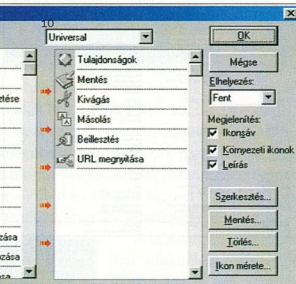 10
Universal
OK
Tulajdonságok
Mégse
Mentés
Elhelyezés:
Kivágás
Fent
Másolás
Megjelenítés:
Beillesztés
Ikonsáv
URL megnyitása
Környezeti ikonok
Leírás
Szerkesztés...
Mentés...
Törlés...
Ikon mérete...